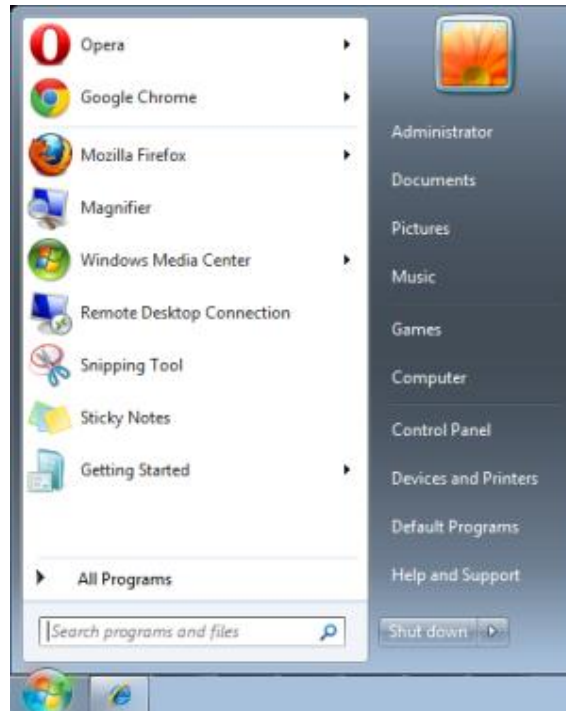 Opera
Google Chrome
Mozilla Firefox
Magnifier
Windows Media Center
Remote Desktop Connection
Snipping Tool
Sticky Notes
Getting Started
All Programs
Search programs and files
Administrator
Documents
Pictures
Music
Games
Computer
Control Panel
Devices and Printers
Default Programs
Help and Support
Shut down